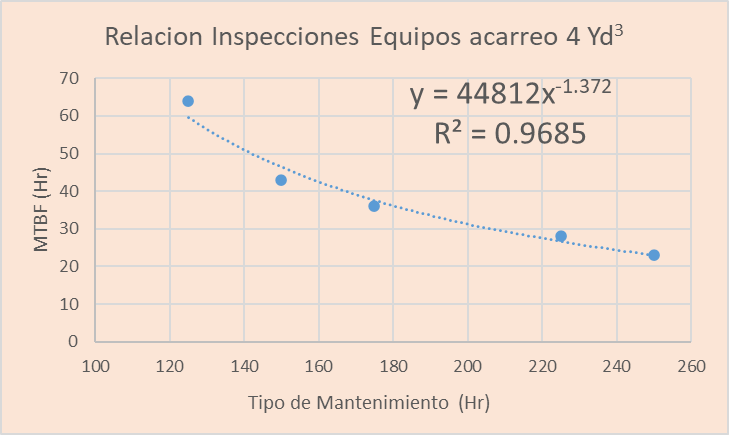 Relacion Inspecciones Equipos acarreo 4 Yd³
y = 44812x⁻¹·³⁷²
R² = 0.9685
70
60
50
40
30
20
10
0
MTBF (Hr)
100 120 140 160 180 200 220 240 260
Tipo de Mantenimiento (Hr)